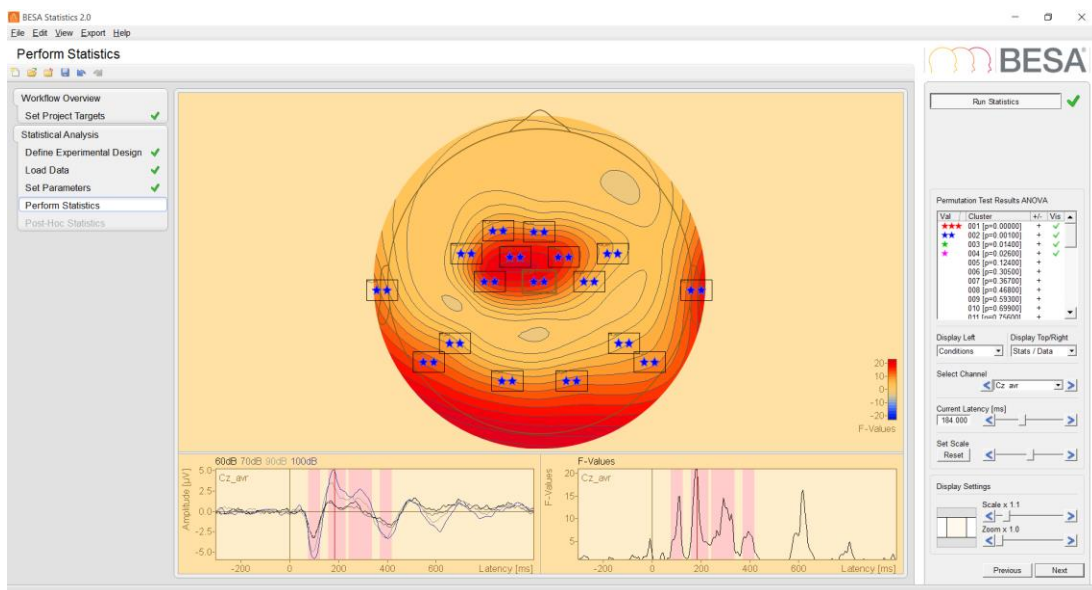 BESA Statistics 2.0
File Edit View Export Help
Perform Statistics
BESA®
Workflow Overview
Set Project Targets
Statistical Analysis
Define Experimental Design
Load Data
Set Parameters
Perform Statistics
Post-Hoc Statistics
20
10
0
-10
-20
F-Values
60dB 70dB 90dB 100dB
Cz_avr
Amplitude [µV]
5.0
2.5
0.0
-2.5
-5.0
-200 0 200 400 600 Latency [ms]
F-Values
Cz_avr
F-Values
20
15
10
5
-200 0 200 400 600 Latency [ms]
Run Statistics
Permutation Test Results ANOVA
Val Cluster +/- Vis
001 [p=0.00000] +
002 [p=0.00100] +
003 [p=0.01400] +
004 [p=0.02600] +
005 [p=0.12400] +
006 [p=0.30500] +
007 [p=0.36700] +
008 [p=0.46800] +
009 [p=0.59300] +
010 [p=0.69900] +
011 [p=0.75600] +
Display Left Display Top/Right
Conditions Stats / Data
Select Channel
Cz avr
Current Latency [ms]
184.000
Set Scale
Reset
Display Settings
Scale x 1.1
Zoom x 1.0
Previous Next